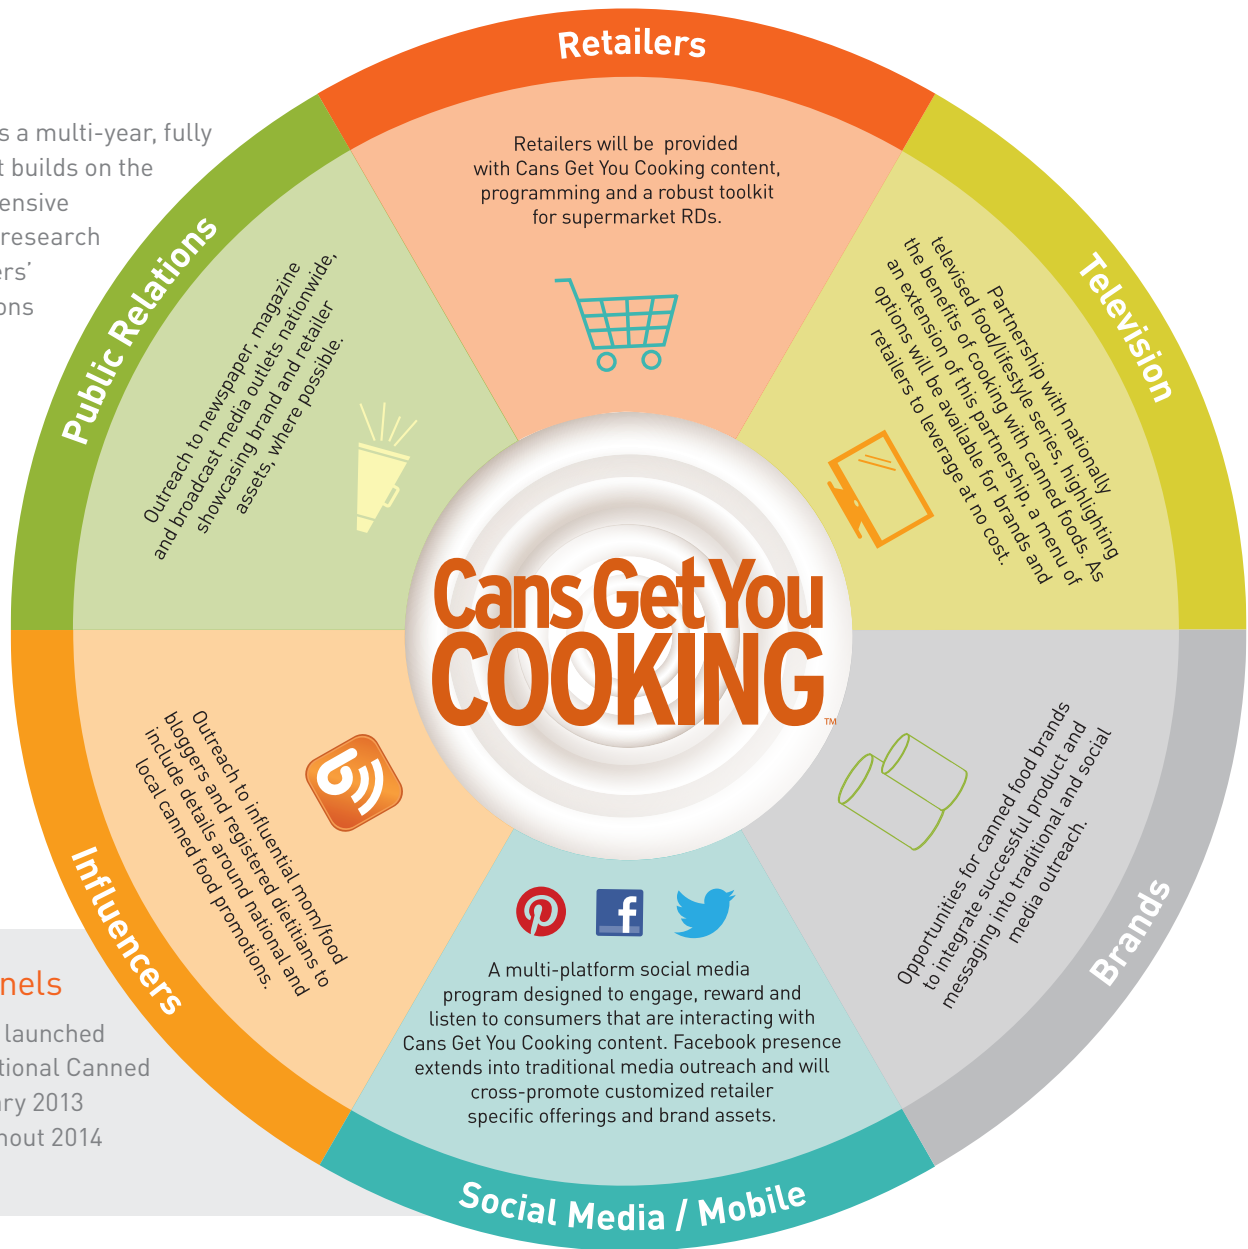 s a multi-year, fully
t builds on the
ensive
research
ers’
ons
Retailers
Retailers will be provided
with Cans Get You Cooking content,
programming and a robust toolkit
for supermarket RDs.
Television
Partnership with nationally
televised food/lifestyle series, highlighting
the benefits of cooking with canned foods. As
an extension of this partnership, a menu of
options will be available for brands and
retailers to leverage at no cost.
Brands
Opportunities for canned food brands
to integrate successful product and
messaging into traditional and social
media outreach.
Social Media / Mobile
A multi-platform social media
program designed to engage, reward and
listen to consumers that are interacting with
Cans Get You Cooking content. Facebook presence
extends into traditional media outreach and will
cross-promote customized retailer
specific offerings and brand assets.
Influencers
Outreach to influential mom/food
bloggers and registered dietitians to
include details around national and
local canned food promotions.
Public Relations
Outreach to newspaper, magazine
and broadcast media outlets nationwide,
showcasing brand and retailer
assets, where possible.
Cans Get You
COOKING™
nels
launched
tional Canned
ary 2013
hout 2014